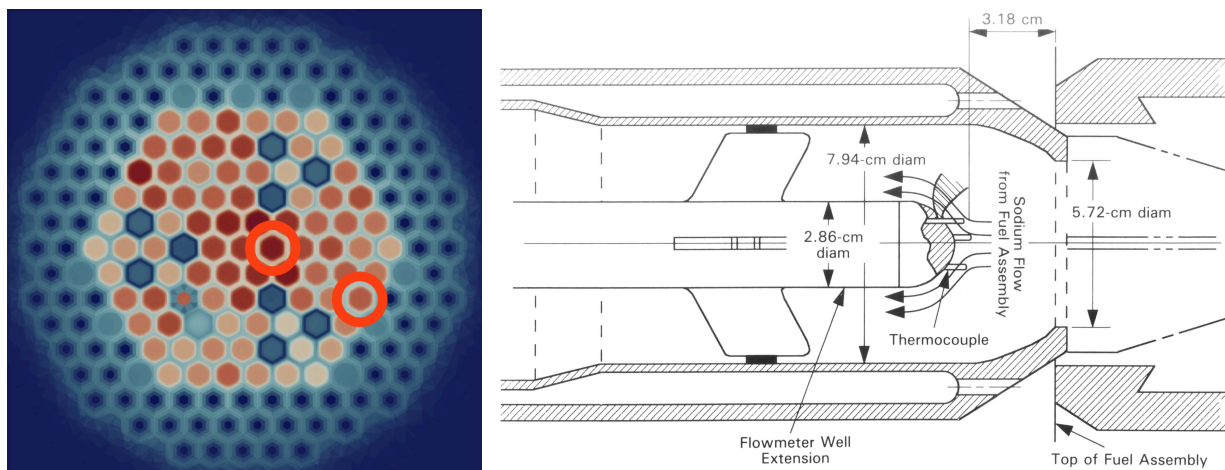 3.18 cm
7.94-cm diam
Sodium Flow
from Fuel Assembly
2.86-cm
diam
5.72-cm diam
Thermocouple
Flowmeter Well
Extension
Top of Fuel Assembly